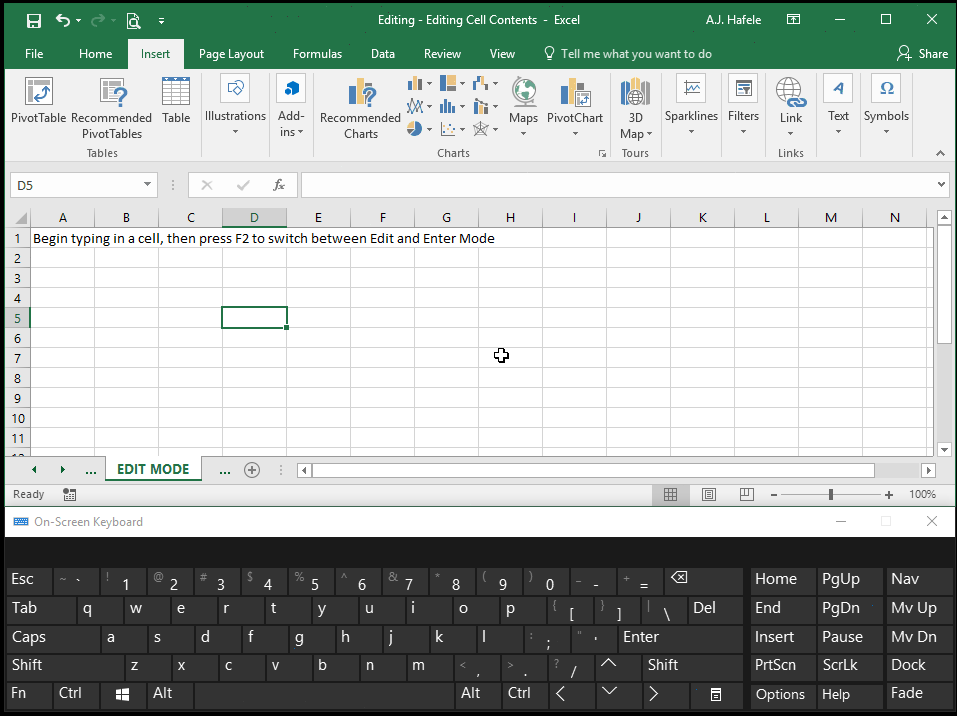 Editing - Editing Cell Contents - Excel
A.J. Hafele
File Home Insert Page Layout Formulas Data Review View Tell me what you want to do Share
PivotTable
Recommended
PivotTables
Table
Illustrations
Add-
ins
Recommended
Charts
Maps
PivotChart
3D
Map
Sparklines
Filters
Link
Text
Symbols
Tables Charts Tours Links
D5 fx
A B C D E F G H I J K L M N
1 Begin typing in a cell, then press F2 to switch between Edit and Enter Mode
2
3
4
5
6
7
8
9
10
11
... EDIT MODE ...
Ready 100%
On-Screen Keyboard
Esc ~ ` ! 1 @ 2 # 3 $ 4 % 5 ^ 6 & 7 * 8 ( 9 ) 0 _ - + = Home PgUp Nav
Tab q w e r t y u i o p { [ } ] | \ Del End PgDn Mv Up
Caps a s d f g h j k l : ; " ' Enter Insert Pause Mv Dn
Shift z x c v b n m < , > . ? / Shift PrtScn ScrLk Dock
Fn Ctrl Alt Alt Ctrl Options Help Fade